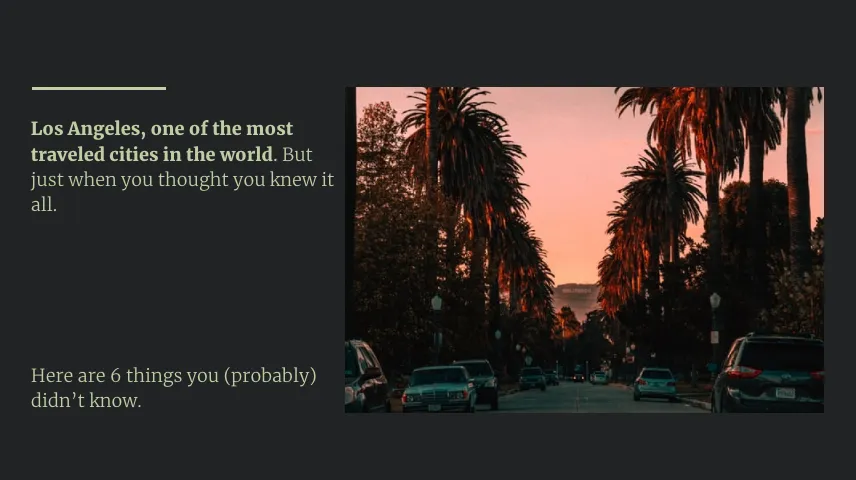 Los Angeles, one of the most
traveled cities in the world. But
just when you thought you knew it
all.
Here are 6 things you (probably)
didn’t know.